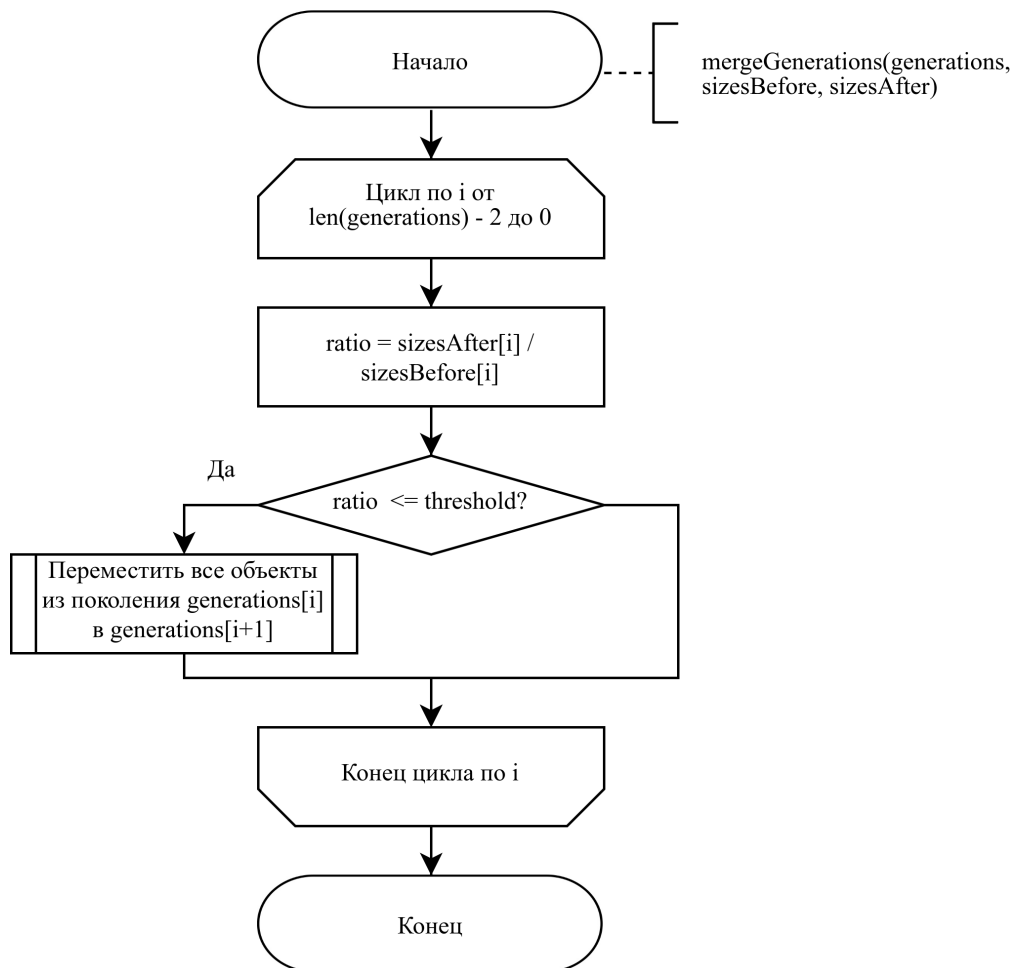 Начало
mergeGenerations(generations,
sizesBefore, sizesAfter)
Цикл по i от
len(generations) - 2 до 0
ratio = sizesAfter[i] /
sizesBefore[i]
Да
ratio <= threshold?
Переместить все объекты
из поколения generations[i]
в generations[i+1]
Конец цикла по i
Конец